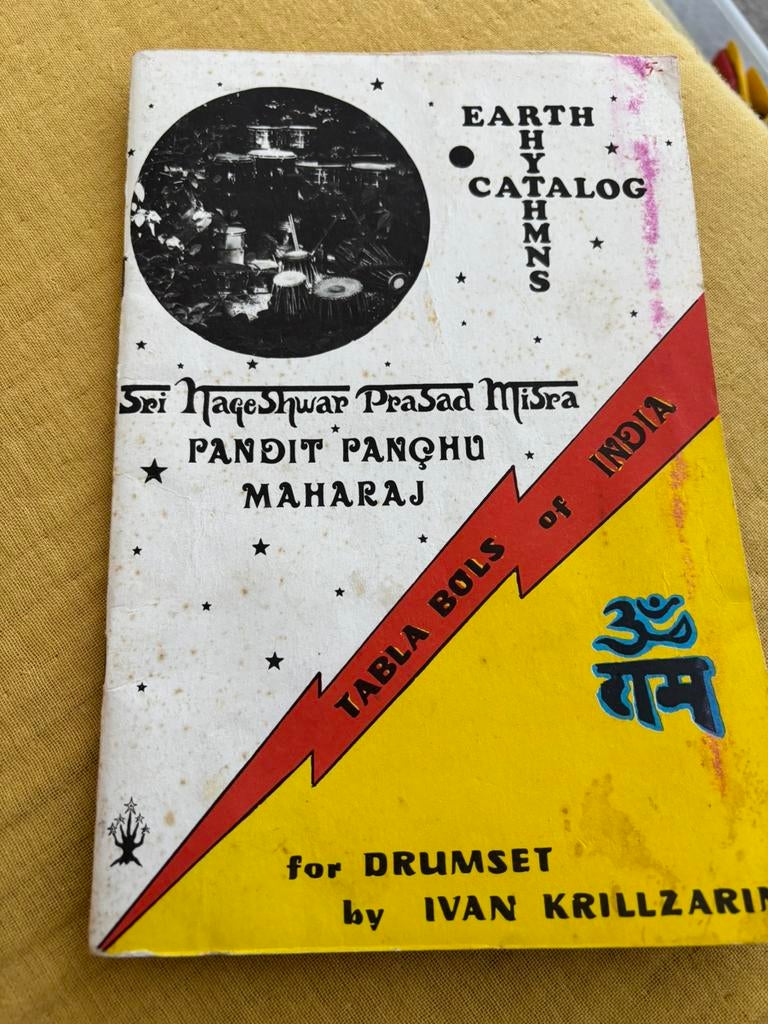 5-
EARTH
RHYTHMNS
CATALOG
Sri Nageshwar Prasad Misra
PANDIT PANÇHU
MAHARAJ
TABLA BOLS of INDIA
ॐ
राम
for DRUMSET
by IVAN KRILLZARIN